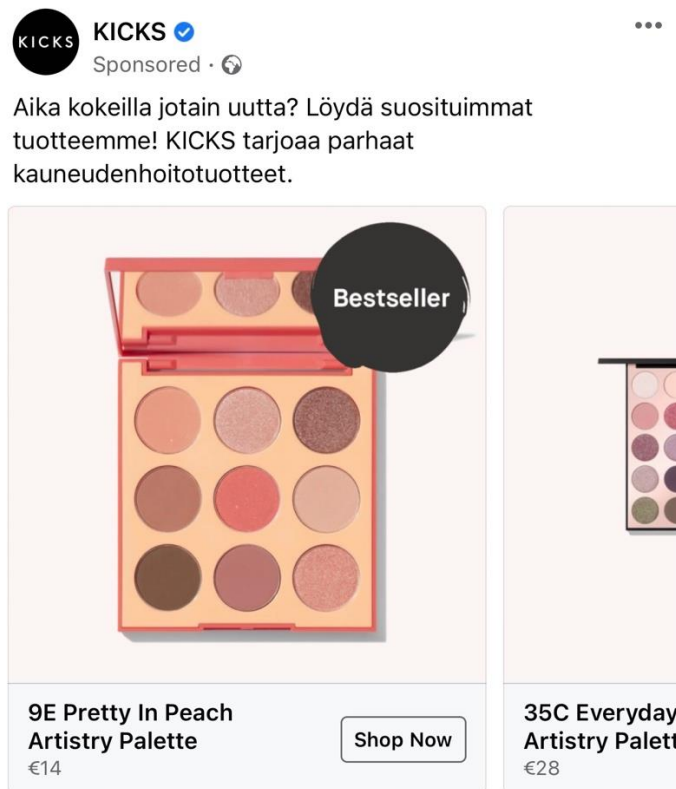 KICKS
KICKS
Sponsored ·
Aika kokeilla jotain uutta? Löydä suosituimmat
tuotteemme! KICKS tarjoaa parhaat
kauneudenhoitotuotteet.
Bestseller
9E Pretty In Peach
Artistry Palette
€14
Shop Now
35C Everyday
Artistry Palett
€28